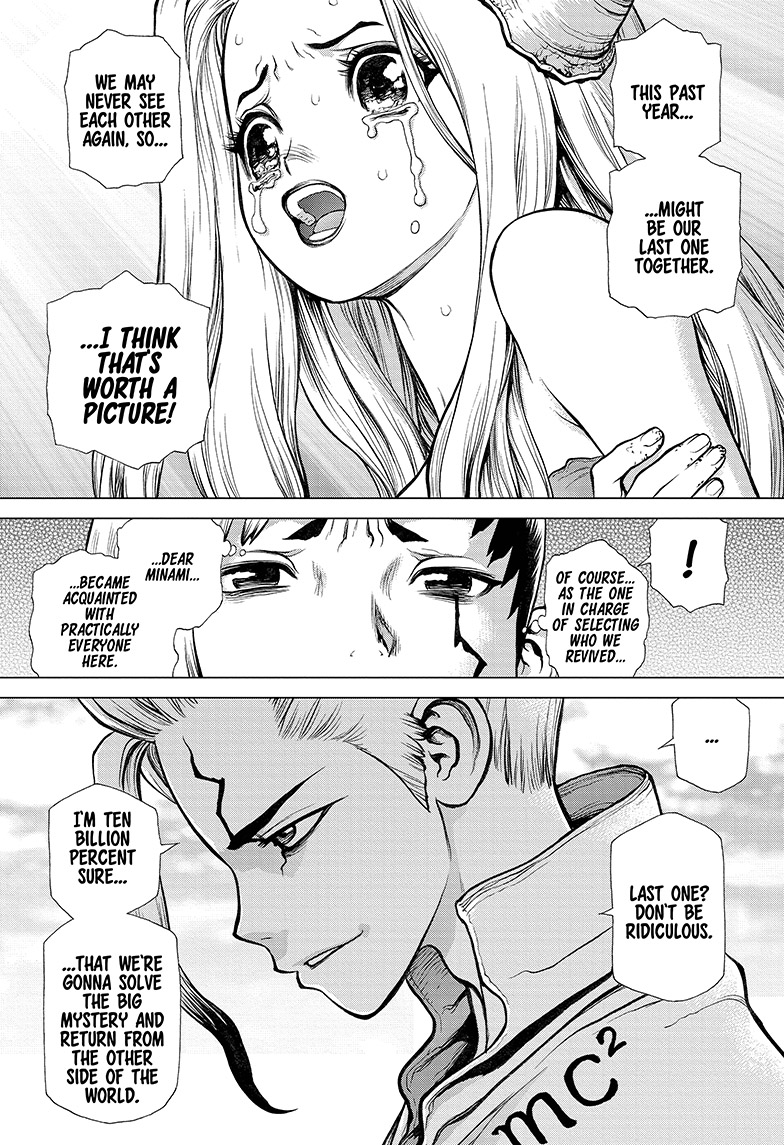 THIS PAST
YEAR...
...MIGHT
BE OUR
LAST ONE
TOGETHER.
WE MAY
NEVER SEE
EACH OTHER
AGAIN, SO...
...I THINK
THAT'S
WORTH A
PICTURE!
!
OF COURSE...
AS THE ONE
IN CHARGE
OF SELECTING
WHO WE
REVIVED...
...DEAR
MINAMI...
...BECAME
ACQUAINTED
WITH
PRACTICALLY
EVERYONE
HERE.
...
LAST ONE?
DON'T BE
RIDICULOUS.
I'M TEN
BILLION
PERCENT
SURE...
...THAT WE'RE
GONNA SOLVE
THE BIG
MYSTERY AND
RETURN FROM
THE OTHER
SIDE OF THE
WORLD.
mc²